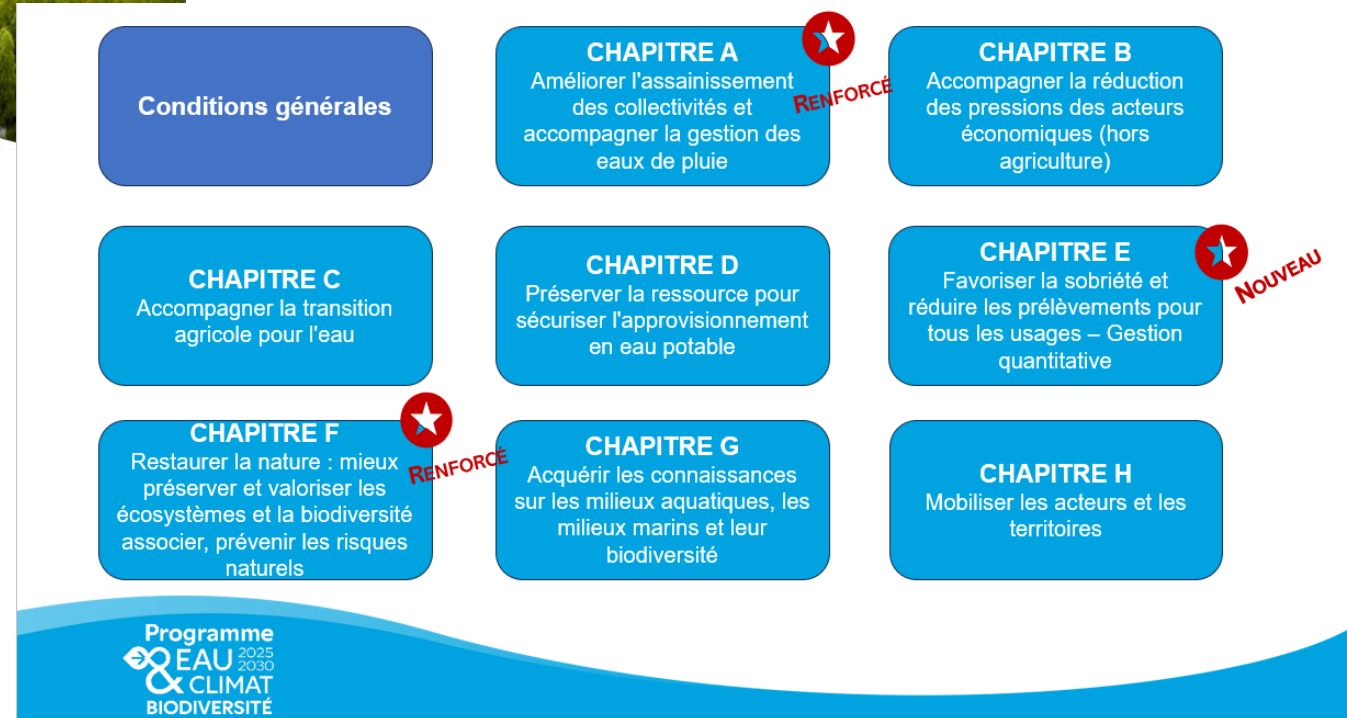 Conditions générales
CHAPITRE A
Améliorer l'assainissement
des collectivités et
accompagner la gestion des
eaux de pluie
RENFORCÉ
CHAPITRE B
Accompagner la réduction
des pressions des acteurs
économiques (hors
agriculture)
CHAPITRE C
Accompagner la transition
agricole pour l'eau
CHAPITRE D
Préserver la ressource pour
sécuriser l'approvisionnement
en eau potable
CHAPITRE E
Favoriser la sobriété et
réduire les prélèvements pour
tous les usages – Gestion
quantitative
NOUVEAU
CHAPITRE F
Restaurer la nature : mieux
préserver et valoriser les
écosystèmes et la biodiversité
associer, prévenir les risques
naturels
RENFORCÉ
CHAPITRE G
Acquérir les connaissances
sur les milieux aquatiques, les
milieux marins et leur
biodiversité
CHAPITRE H
Mobiliser les acteurs et les
territoires
Programme
EAU 2025
2030
& CLIMAT
BIODIVERSITÉ